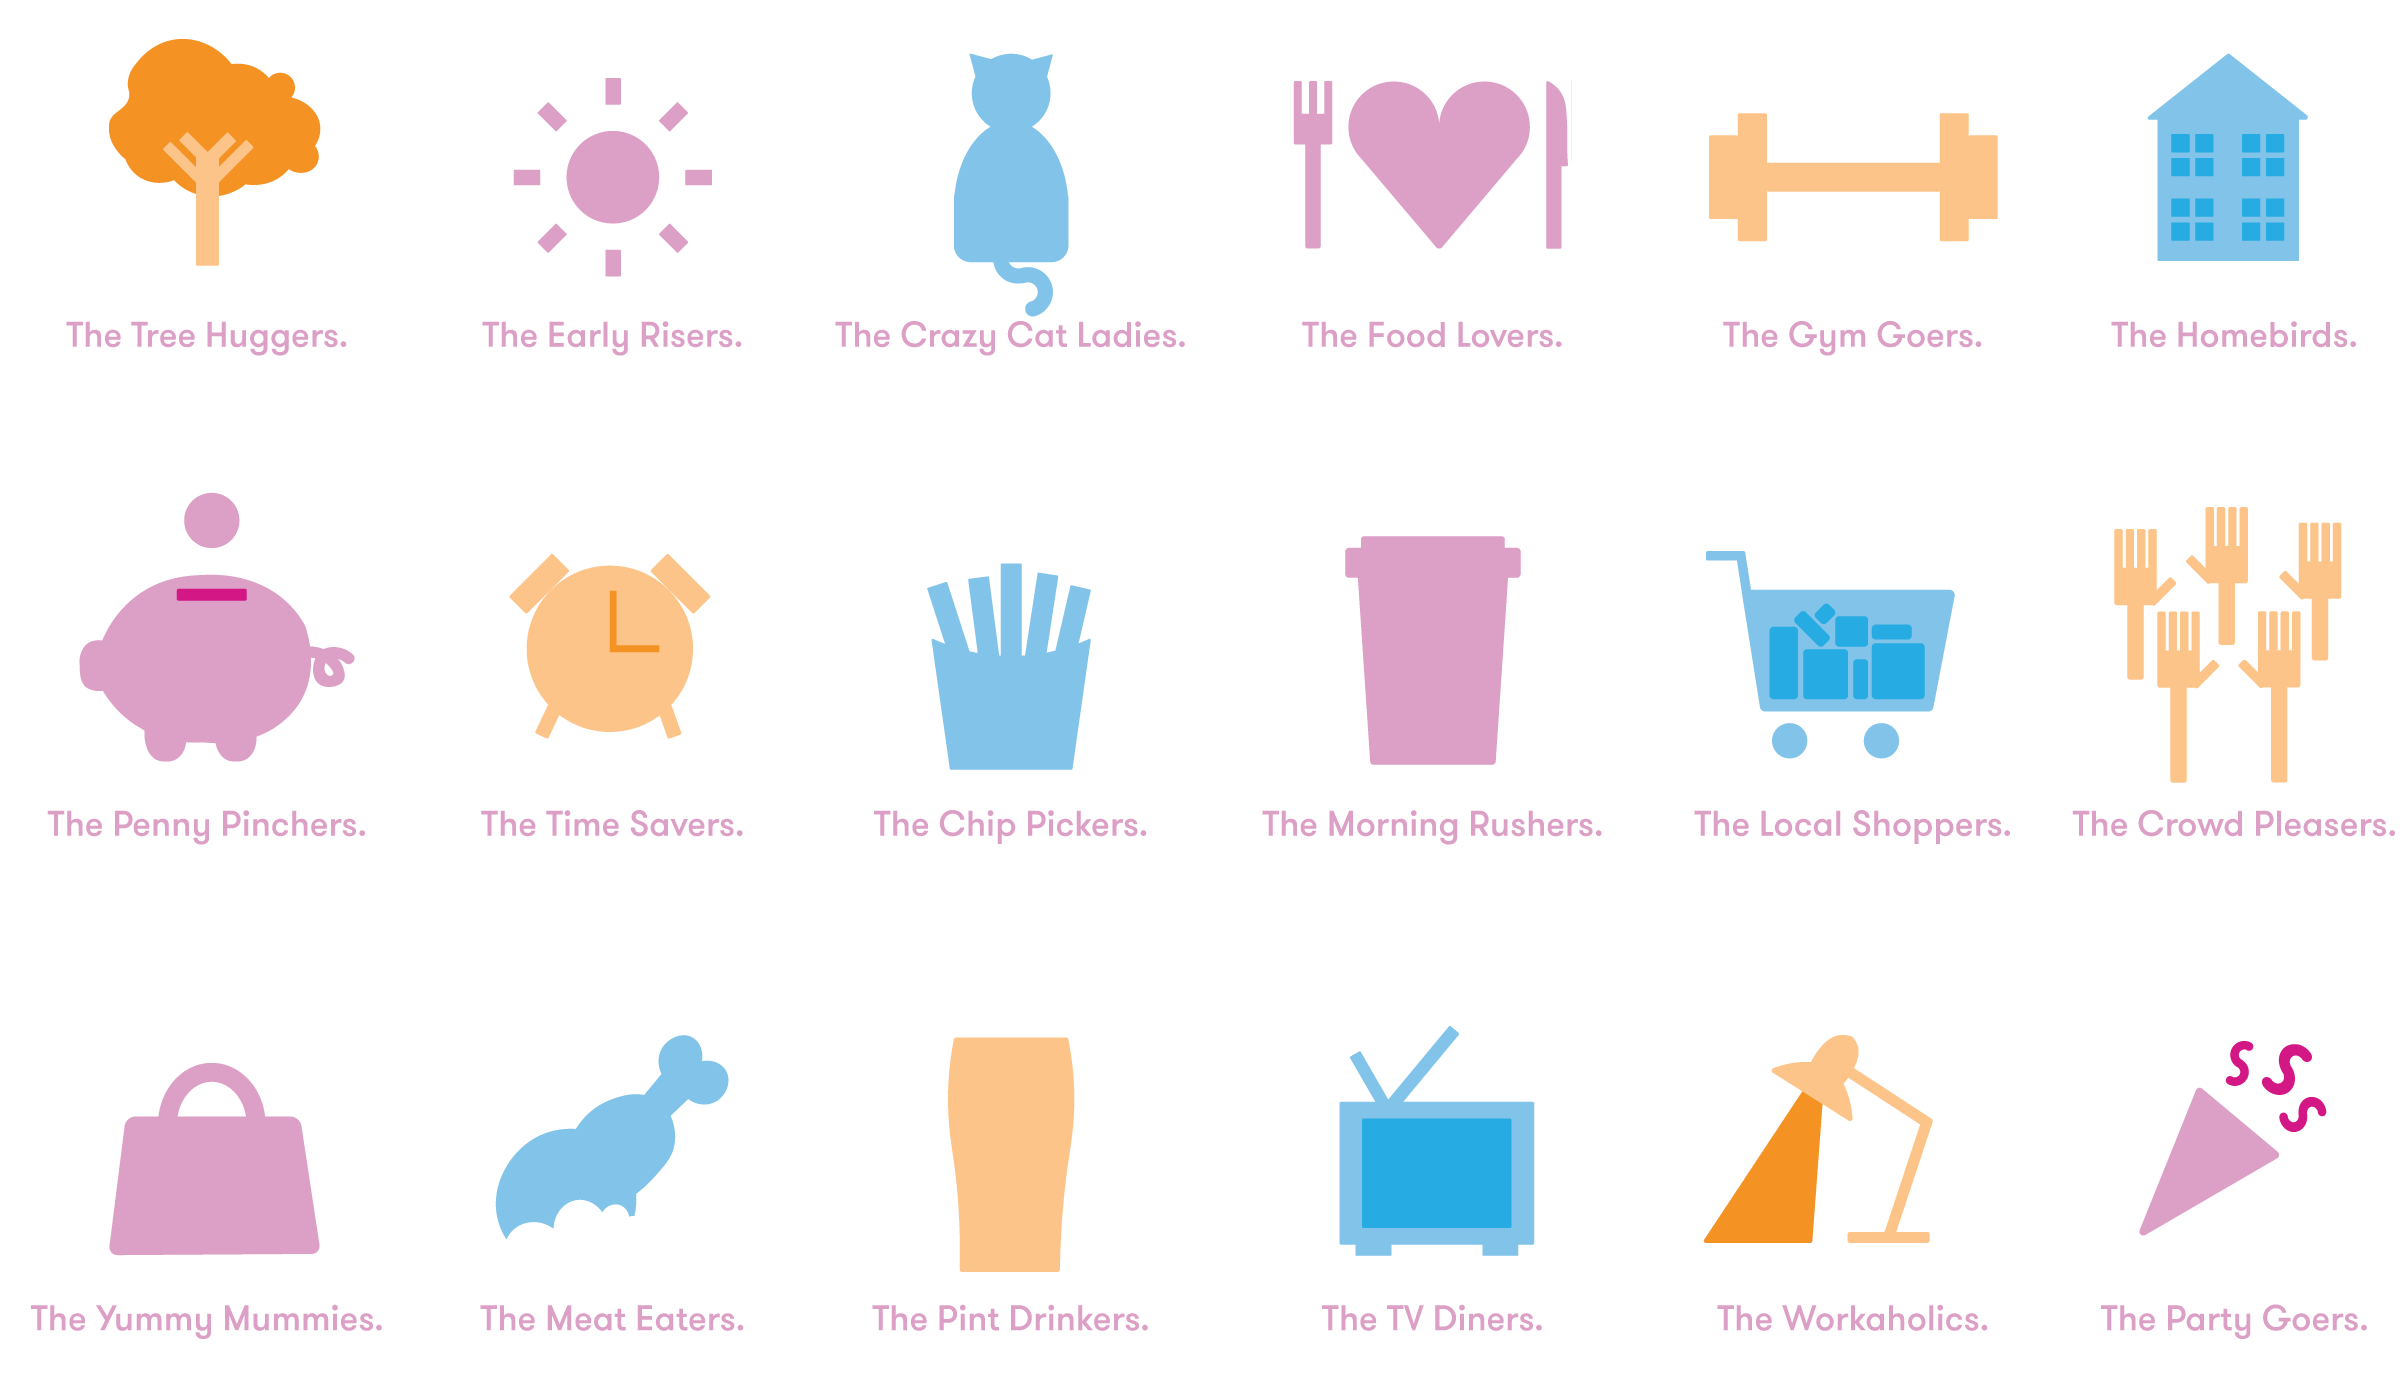 The Tree Huggers.
The Early Risers.
The Crazy Cat Ladies.
The Food Lovers.
The Gym Goers.
The Homebirds.
The Penny Pinchers.
The Time Savers.
The Chip Pickers.
The Morning Rushers.
The Local Shoppers.
The Crowd Pleasers.
The Yummy Mummies.
The Meat Eaters.
The Pint Drinkers.
The TV Diners.
The Workaholics.
The Party Goers.